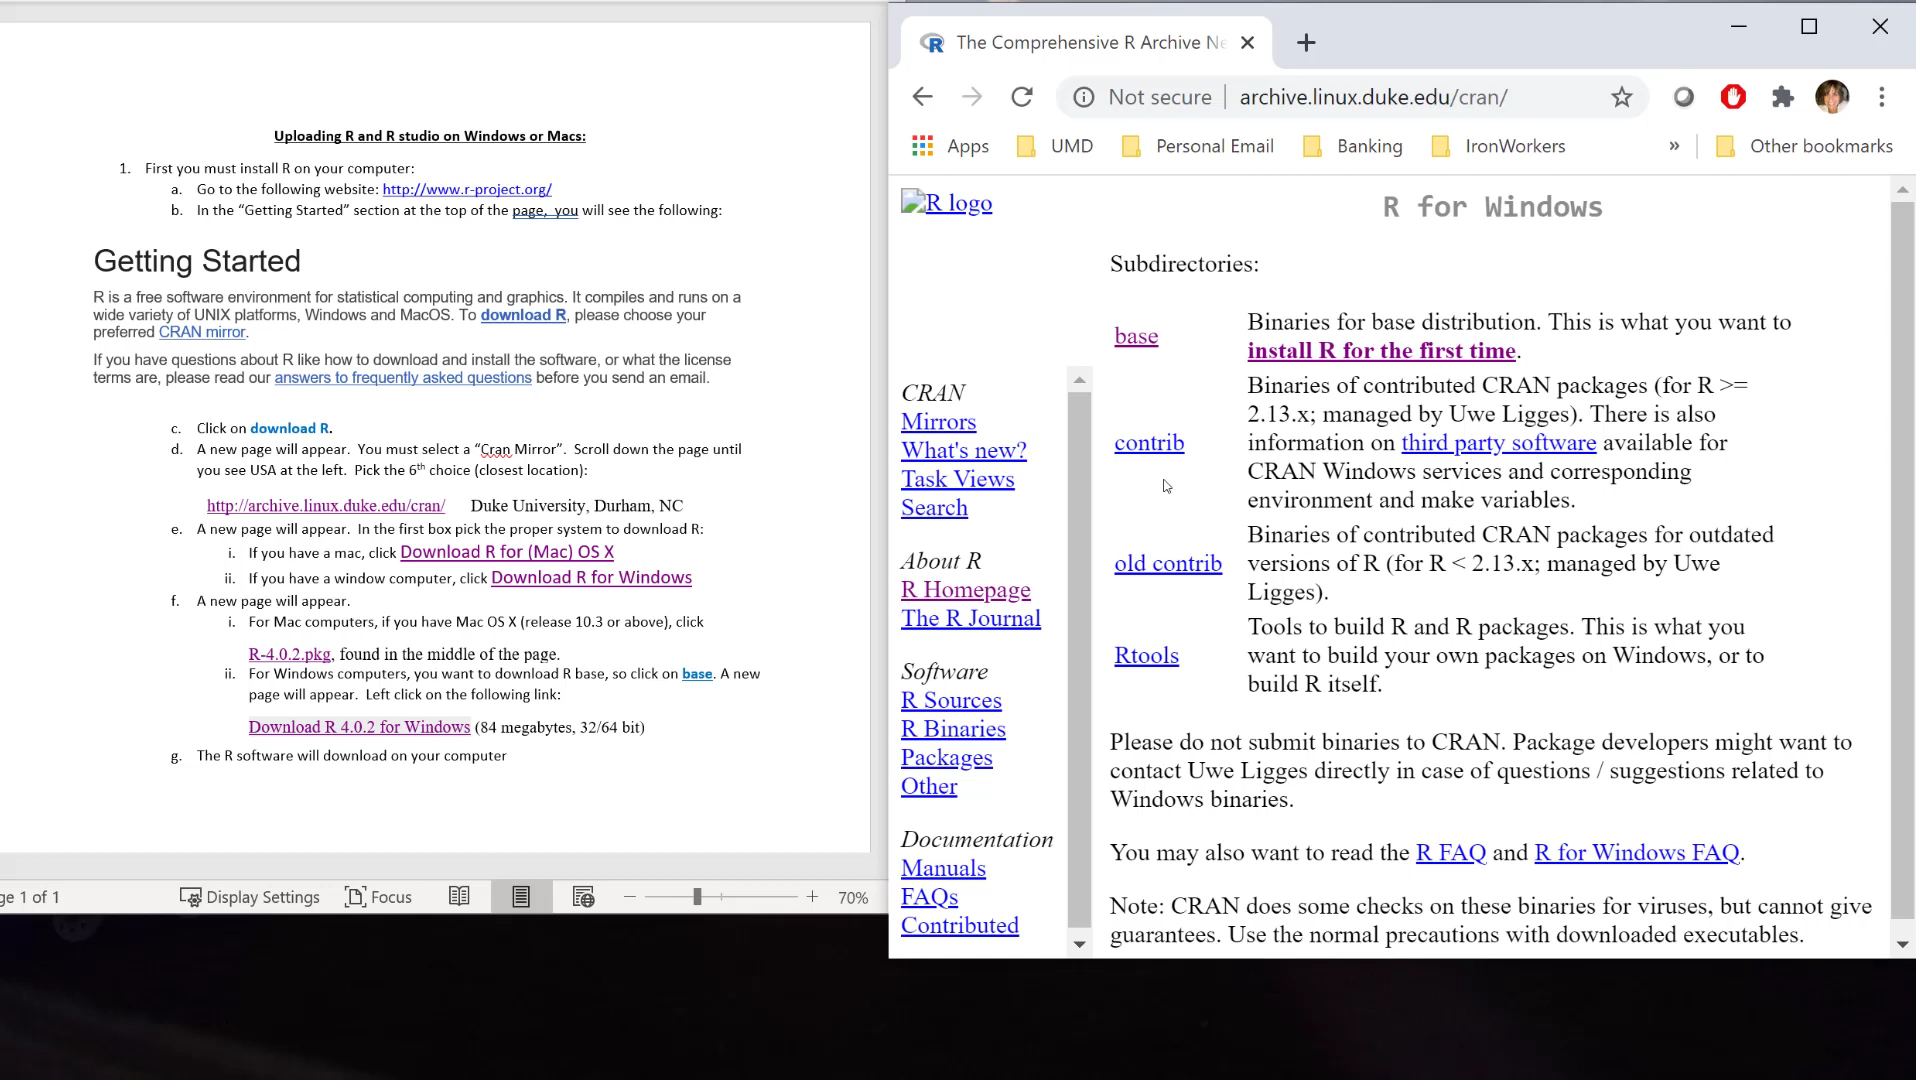 Uploading R and R studio on Windows or Macs:
1. First you must install R on your computer:
a. Go to the following website: http://www.r-project.org/
b. In the “Getting Started” section at the top of the page, you will see the following:
Getting Started
R is a free software environment for statistical computing and graphics. It compiles and runs on a
wide variety of UNIX platforms, Windows and MacOS. To download R, please choose your
preferred CRAN mirror.
If you have questions about R like how to download and install the software, or what the license
terms are, please read our answers to frequently asked questions before you send an email.
c. Click on download R.
d. A new page will appear. You must select a “Cran Mirror”. Scroll down the page until
you see USA at the left. Pick the 6th choice (closest location):
http://archive.linux.duke.edu/cran/ Duke University, Durham, NC
e. A new page will appear. In the first box pick the proper system to download R:
i. If you have a mac, click Download R for (Mac) OS X
ii. If you have a window computer, click Download R for Windows
f. A new page will appear.
i. For Mac computers, if you have Mac OS X (release 10.3 or above), click
R-4.0.2.pkg, found in the middle of the page.
ii. For Windows computers, you want to download R base, so click on base. A new
page will appear. Left click on the following link:
Download R 4.0.2 for Windows (84 megabytes, 32/64 bit)
g. The R software will download on your computer
ge 1 of 1 Display Settings Focus 70%
The Comprehensive R Archive Ne
Not secure archive.linux.duke.edu/cran/
Apps UMD Personal Email Banking IronWorkers » Other bookmarks
R logo
CRAN
Mirrors
What's new?
Task Views
Search
About R
R Homepage
The R Journal
Software
R Sources
R Binaries
Packages
Other
Documentation
Manuals
FAQs
Contributed
R for Windows
Subdirectories:
base Binaries for base distribution. This is what you want to
install R for the first time.
Binaries of contributed CRAN packages (for R >=
2.13.x; managed by Uwe Ligges). There is also
contrib information on third party software available for
CRAN Windows services and corresponding
environment and make variables.
Binaries of contributed CRAN packages for outdated
old contrib versions of R (for R < 2.13.x; managed by Uwe
Ligges).
Tools to build R and R packages. This is what you
Rtools want to build your own packages on Windows, or to
build R itself.
Please do not submit binaries to CRAN. Package developers might want to
contact Uwe Ligges directly in case of questions / suggestions related to
Windows binaries.
You may also want to read the R FAQ and R for Windows FAQ.
Note: CRAN does some checks on these binaries for viruses, but cannot give
guarantees. Use the normal precautions with downloaded executables.